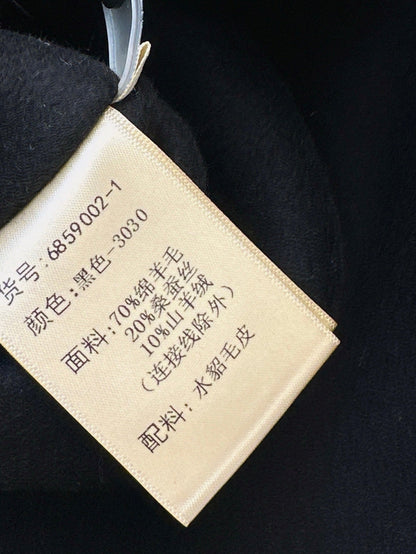 货号:6859002-1
颜色:黑色-3030
面料:70%绵羊毛
20%桑蚕丝
10%山羊绒
(连接线除外)
配料:水貂毛皮